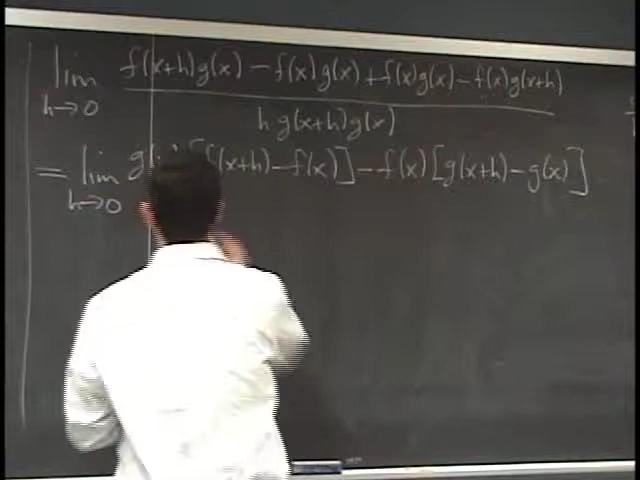 lim h→0 f(x+h)g(x) - f(x)g(x) + f(x)g(x) - f(x)g(x+h)
h g(x+h)g(x)
= lim h→0 g( [f(x+h) - f(x)] - f(x)[g(x+h) - g(x)]